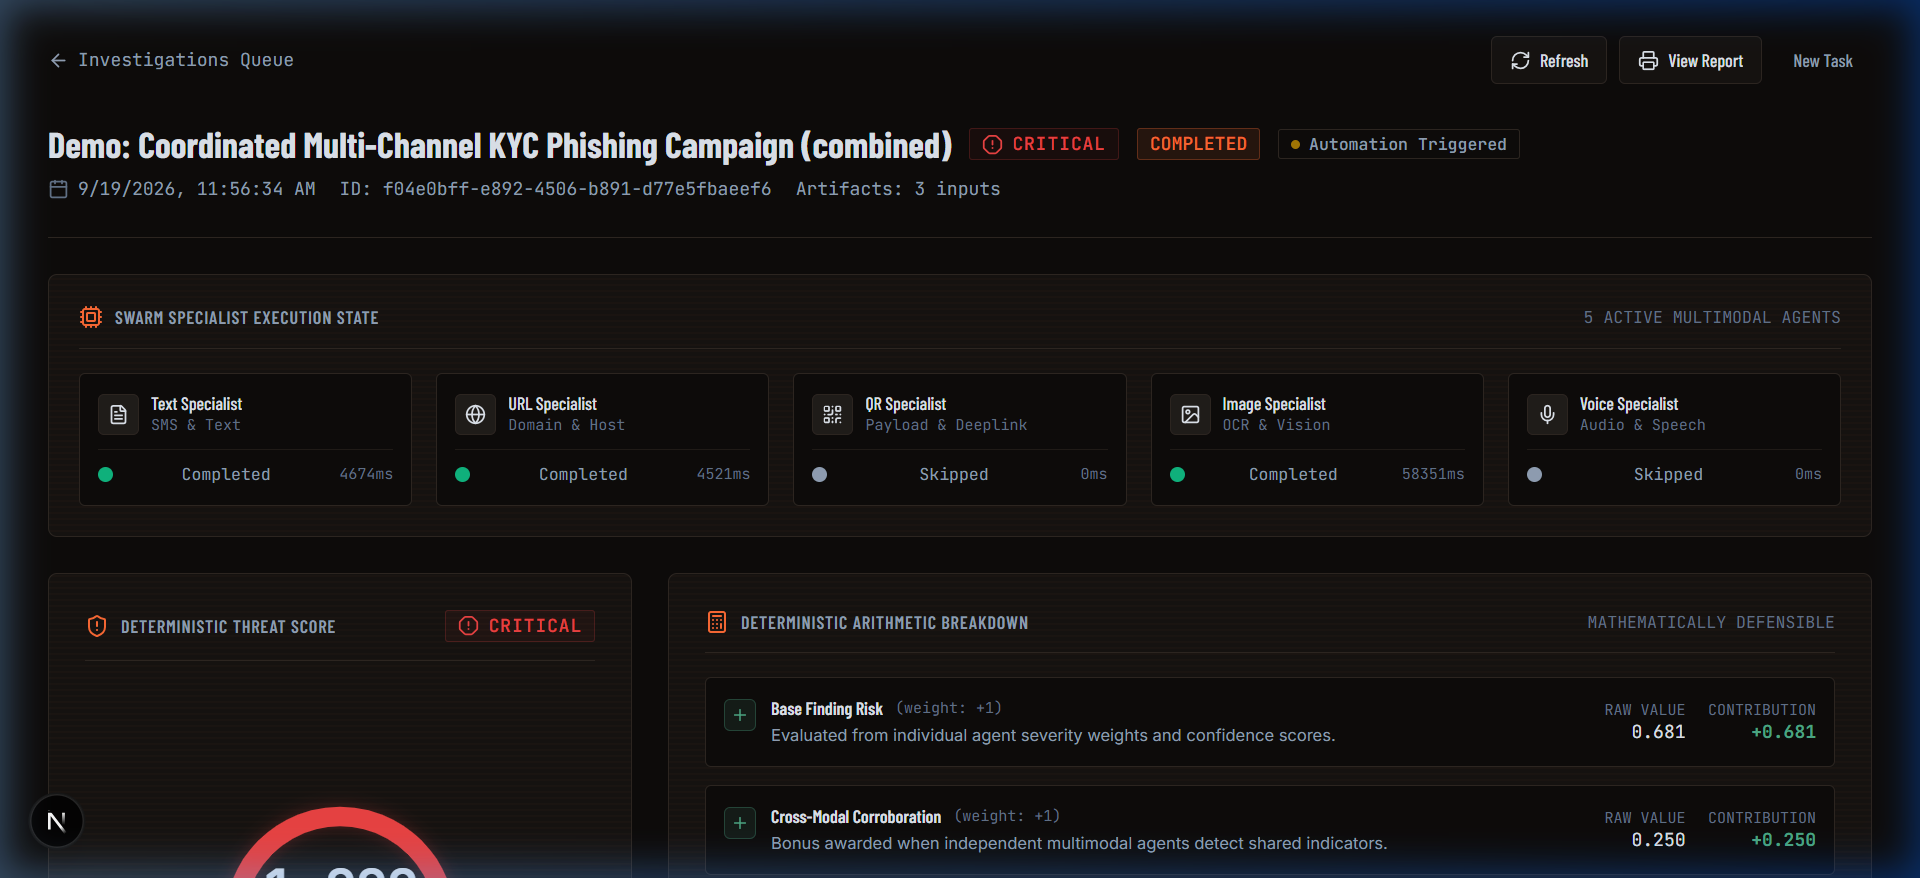 Investigations Queue
Refresh
View Report
New Task
Demo: Coordinated Multi-Channel KYC Phishing Campaign (combined)
CRITICAL
COMPLETED
Automation Triggered
9/19/2026, 11:56:34 AM ID: f04e0bff-e892-4506-b891-d77e5fbaeef6 Artifacts: 3 inputs
SWARM SPECIALIST EXECUTION STATE
5 ACTIVE MULTIMODAL AGENTS
Text Specialist
SMS & Text
Completed 4674ms
URL Specialist
Domain & Host
Completed 4521ms
QR Specialist
Payload & Deeplink
Skipped 0ms
Image Specialist
OCR & Vision
Completed 58351ms
Voice Specialist
Audio & Speech
Skipped 0ms
DETERMINISTIC THREAT SCORE
CRITICAL
DETERMINISTIC ARITHMETIC BREAKDOWN
MATHEMATICALLY DEFENSIBLE
Base Finding Risk (weight: +1)
Evaluated from individual agent severity weights and confidence scores.
RAW VALUE CONTRIBUTION
0.681 +0.681
Cross-Modal Corroboration (weight: +1)
Bonus awarded when independent multimodal agents detect shared indicators.
RAW VALUE CONTRIBUTION
0.250 +0.250
N